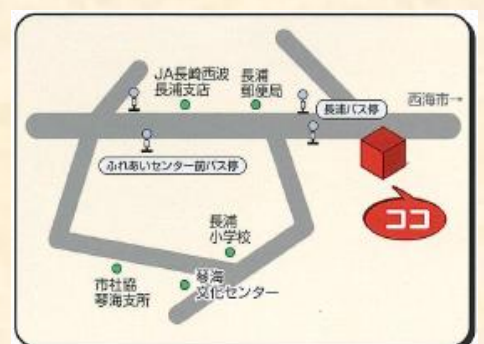 JA長崎西波
長浦支店
長浦
郵便局
長浦バス停
西海市→
ふれあいセンター前バス停
ココ
長浦
小学校
市社協
琴海支所
琴海
文化センター